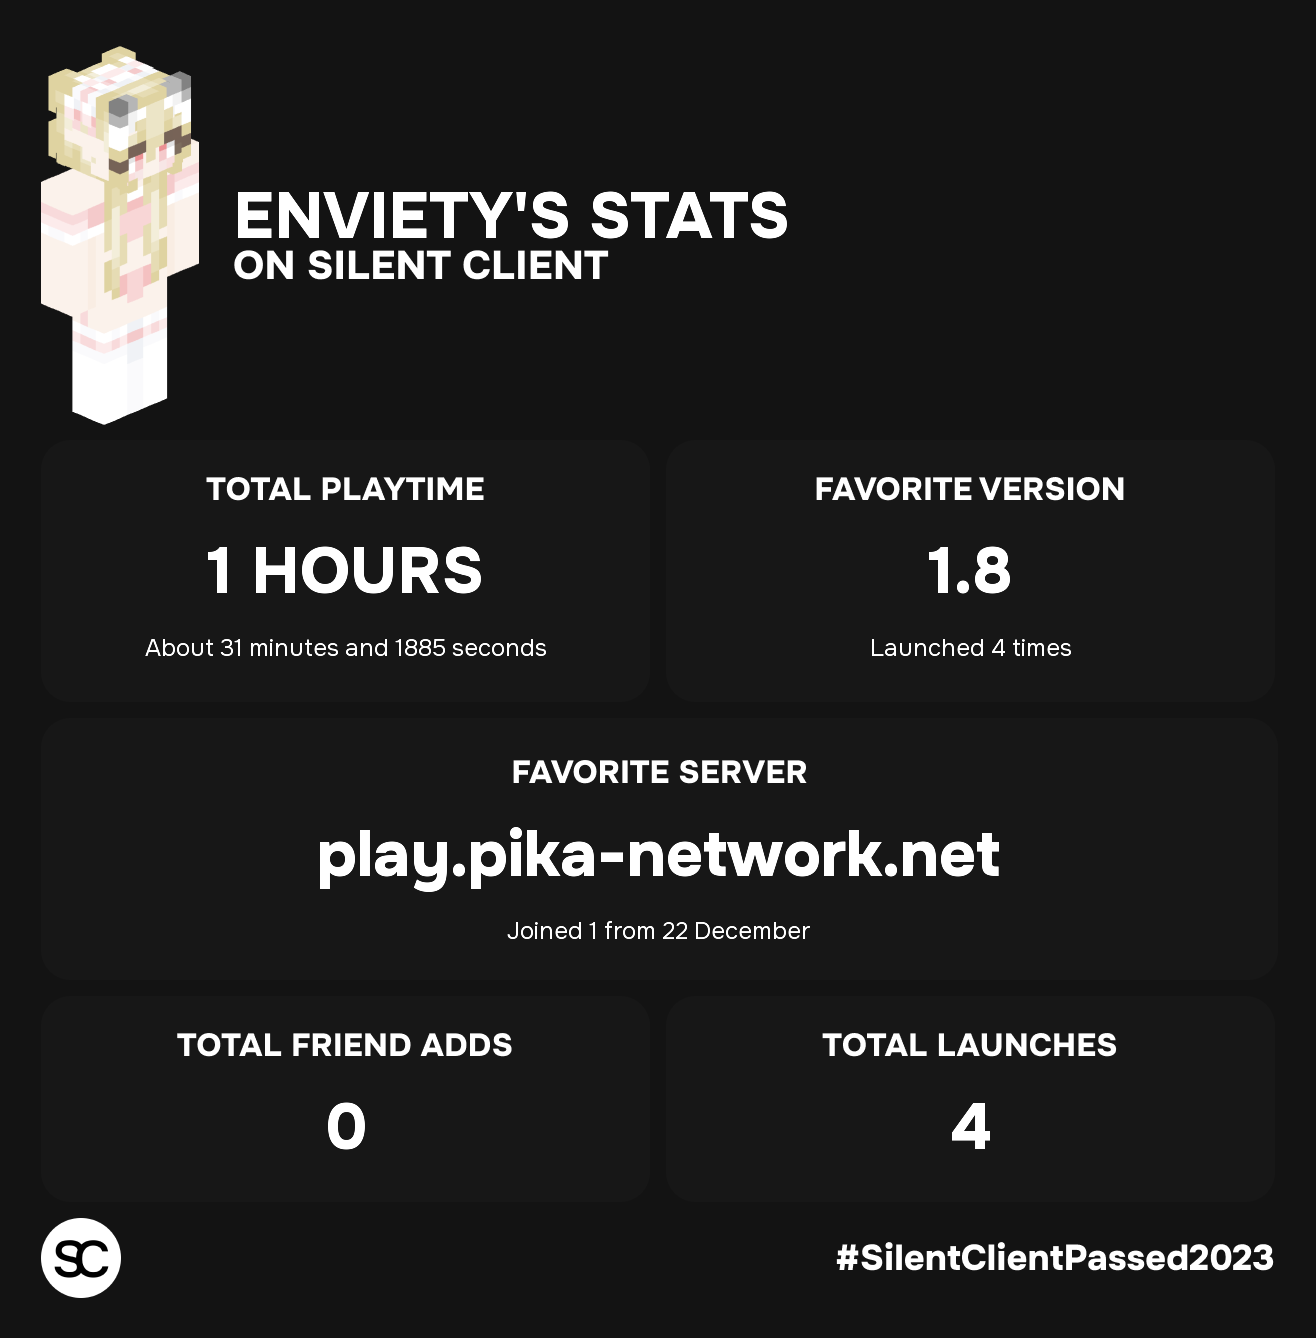 ENVIETY'S STATS
ON SILENT CLIENT
TOTAL PLAYTIME
1 HOURS
About 31 minutes and 1885 seconds
FAVORITE VERSION
1.8
Launched 4 times
FAVORITE SERVER
play.pika-network.net
Joined 1 from 22 December
TOTAL FRIEND ADDS
0
TOTAL LAUNCHES
4
SC
#SilentClientPassed2023